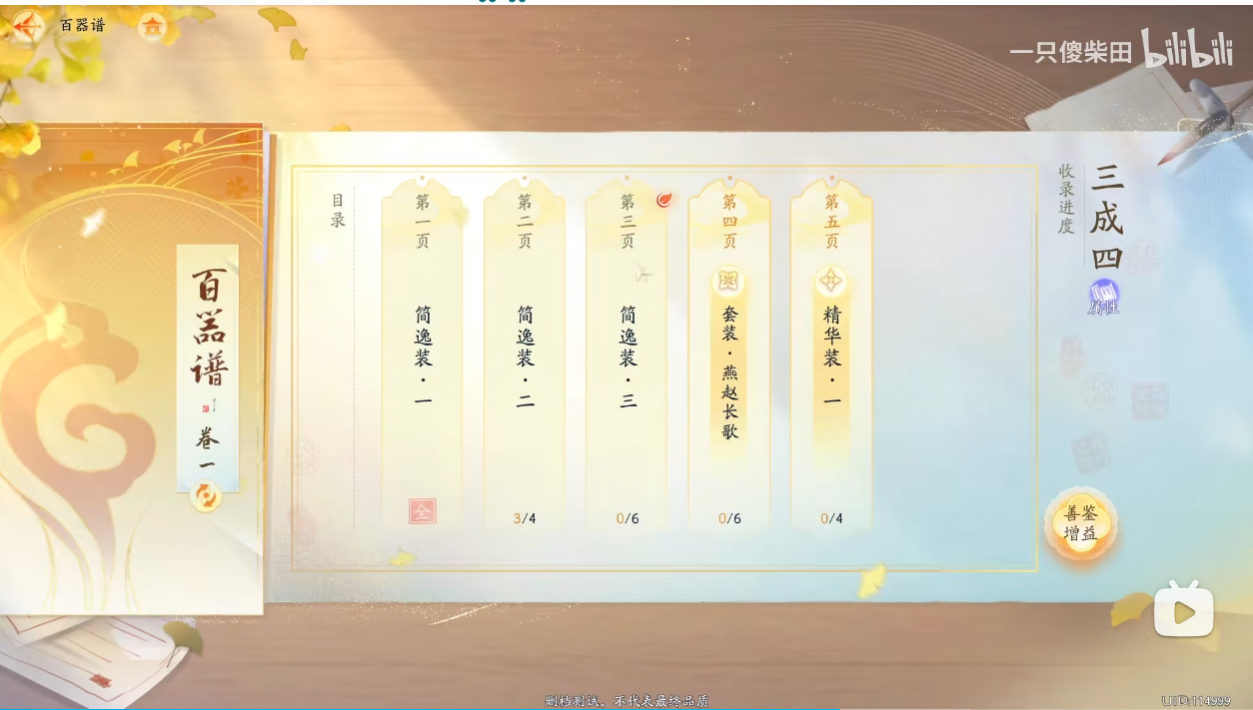 百器谱
一只傻柴田 bilibili
百器谱
卷一
目录
第一页
简逸装·一
全
第二页
简逸装·二
3/4
第三页
简逸装·三
0/6
第四页
套装·燕赵长歌
0/6
第五页
精华装·一
0/4
收录进度
三成四
属性
善鉴
增益
删档测试，不代表最终品质
UID:114999